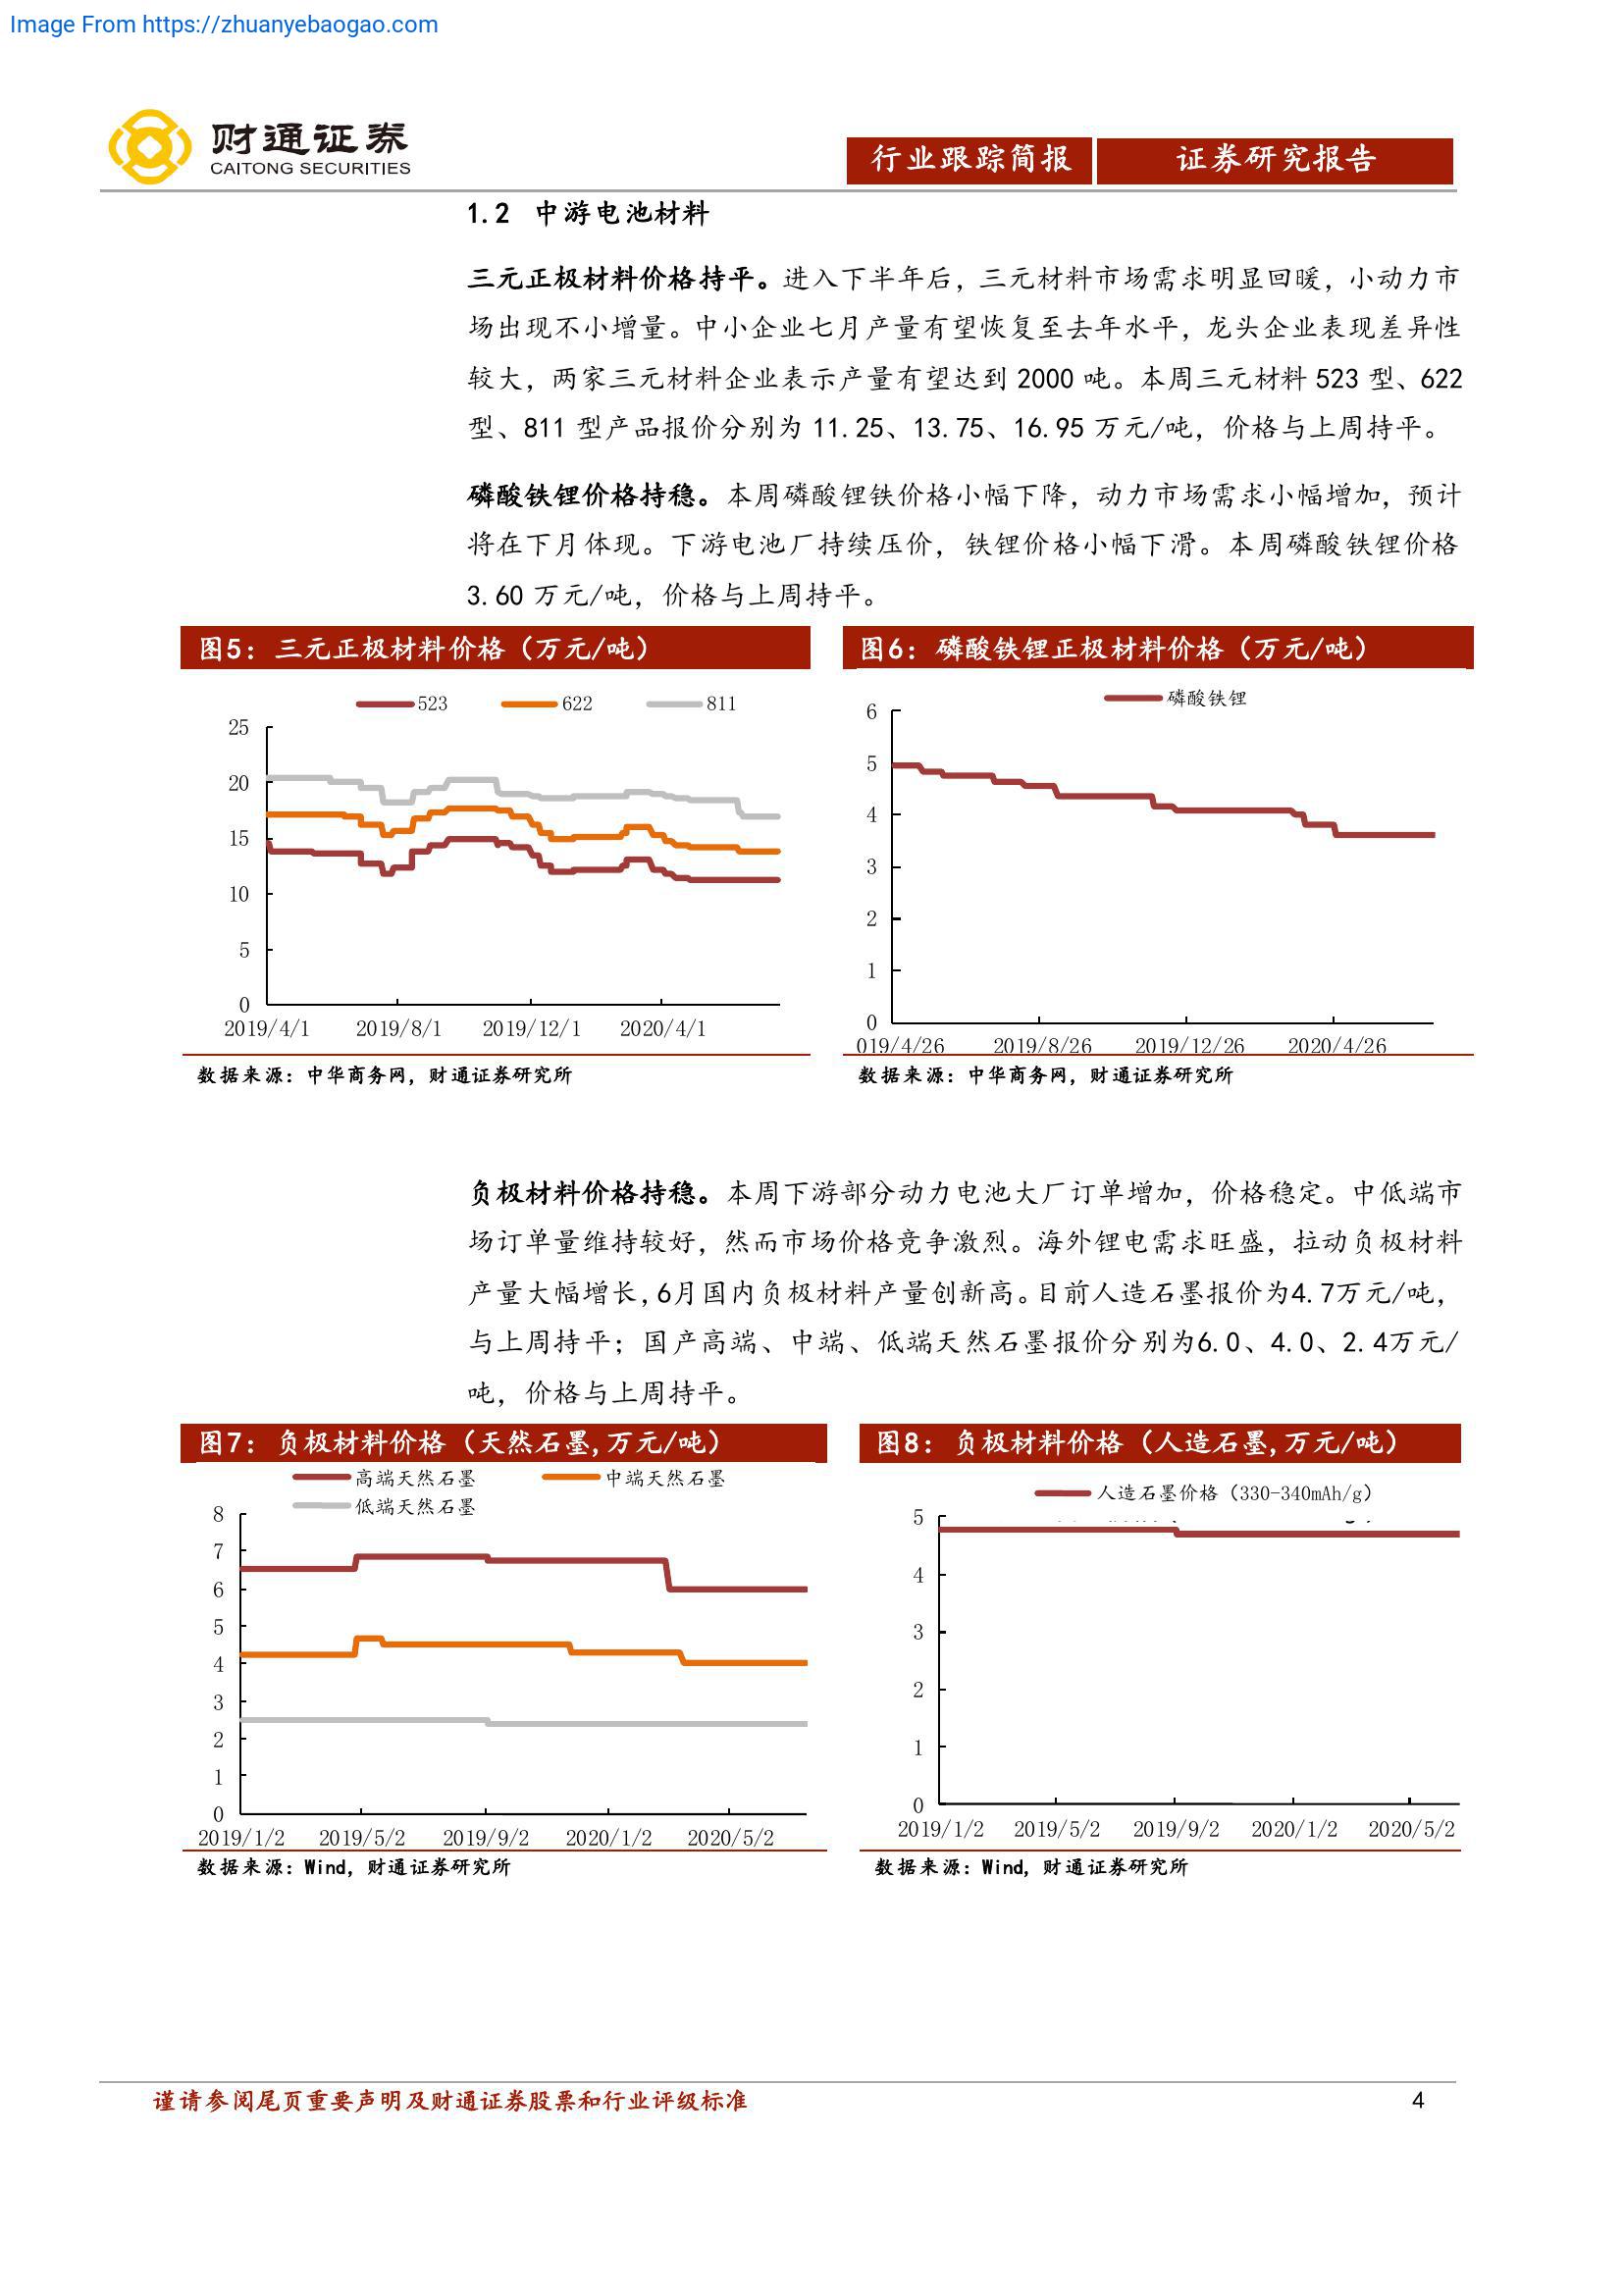 Image From https://zhuanyebaogao.com
财通证券
CAITONG SECURITIES
行业跟踪简报 证券研究报告
1.2 中游电池材料
三元正极材料价格持平。进入下半年后，三元材料市场需求明显回暖，小动力市
场出现不小增量。中小企业七月产量有望恢复至去年水平，龙头企业表现差异性
较大，两家三元材料企业表示产量有望达到 2000 吨。本周三元材料 523 型、622
型、811 型产品报价分别为 11.25、13.75、16.95 万元/吨，价格与上周持平。
磷酸铁锂价格持稳。本周磷酸锂铁价格小幅下降，动力市场需求小幅增加，预计
将在下月体现。下游电池厂持续压价，铁锂价格小幅下滑。本周磷酸铁锂价格
3.60 万元/吨，价格与上周持平。
图5：三元正极材料价格（万元/吨）
523 622 811
25
20
15
10
5
0
2019/4/1 2019/8/1 2019/12/1 2020/4/1
数据来源：中华商务网，财通证券研究所
图6：磷酸铁锂正极材料价格（万元/吨）
磷酸铁锂
6
5
4
3
2
1
0
019/4/26 2019/8/26 2019/12/26 2020/4/26
数据来源：中华商务网，财通证券研究所
负极材料价格持稳。本周下游部分动力电池大厂订单增加，价格稳定。中低端市
场订单量维持较好，然而市场价格竞争激烈。海外锂电需求旺盛，拉动负极材料
产量大幅增长，6月国内负极材料产量创新高。目前人造石墨报价为4.7万元/吨，
与上周持平；国产高端、中端、低端天然石墨报价分别为6.0、4.0、2.4万元/
吨，价格与上周持平。
图7：负极材料价格（天然石墨,万元/吨）
高端天然石墨 中端天然石墨
低端天然石墨
8
7
6
5
4
3
2
1
0
2019/1/2 2019/5/2 2019/9/2 2020/1/2 2020/5/2
数据来源：Wind，财通证券研究所
图8：负极材料价格（人造石墨,万元/吨）
人造石墨价格（330-340mAh/g）
5
4
3
2
1
0
2019/1/2 2019/5/2 2019/9/2 2020/1/2 2020/5/2
数据来源：Wind，财通证券研究所
谨请参阅尾页重要声明及财通证券股票和行业评级标准 4